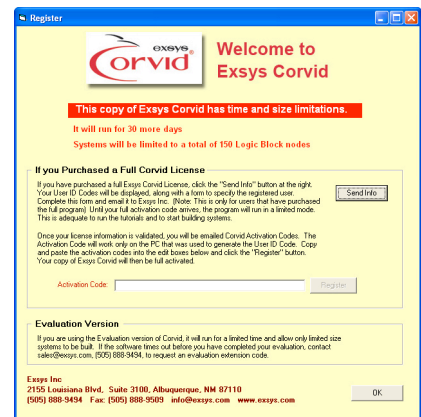 Register
exsys
Corvid
Welcome to
Exsys Corvid
This copy of Exsys Corvid has time and size limitations.
It will run for 30 more days
Systems will be limited to a total of 150 Logic Block nodes
If you Purchased a Full Corvid License
If you have purchased a full Exsys Corvid License, click the "Send Info" button at the right.
Your User ID Codes will be displayed, along with a form to specify the registered user.
Complete this form and email it to Exsys Inc. (Note: This is only for users that have purchased
the full program) Until your full activation code arrives, the program will run in a limited mode.
This is adequate to run the tutorials and to start building systems.
Send Info
Once your license information is validated, you will be emailed Corvid Activation Codes. The
Activation Code will work only on the PC that was used to generate the User ID Code. Copy
and paste the activation codes into the edit boxes below and click the "Register" button.
Your copy of Exsys Corvid will then be full activated.
Activation Code:
Register
Evaluation Version
If you are using the Evaluation version of Corvid, it will run for a limited time and allow only limited size
systems to be built. If the software times out before you have completed your evaluation, contact
sales@exsys.com, (505) 888-9494, to request an evaluation extension code.
Exsys Inc
2155 Louisiana Blvd, Suite 3100, Albuquerque, NM 87110
(505) 888-9494 Fax: (505) 888-9509 info@exsys.com www.exsys.com
OK